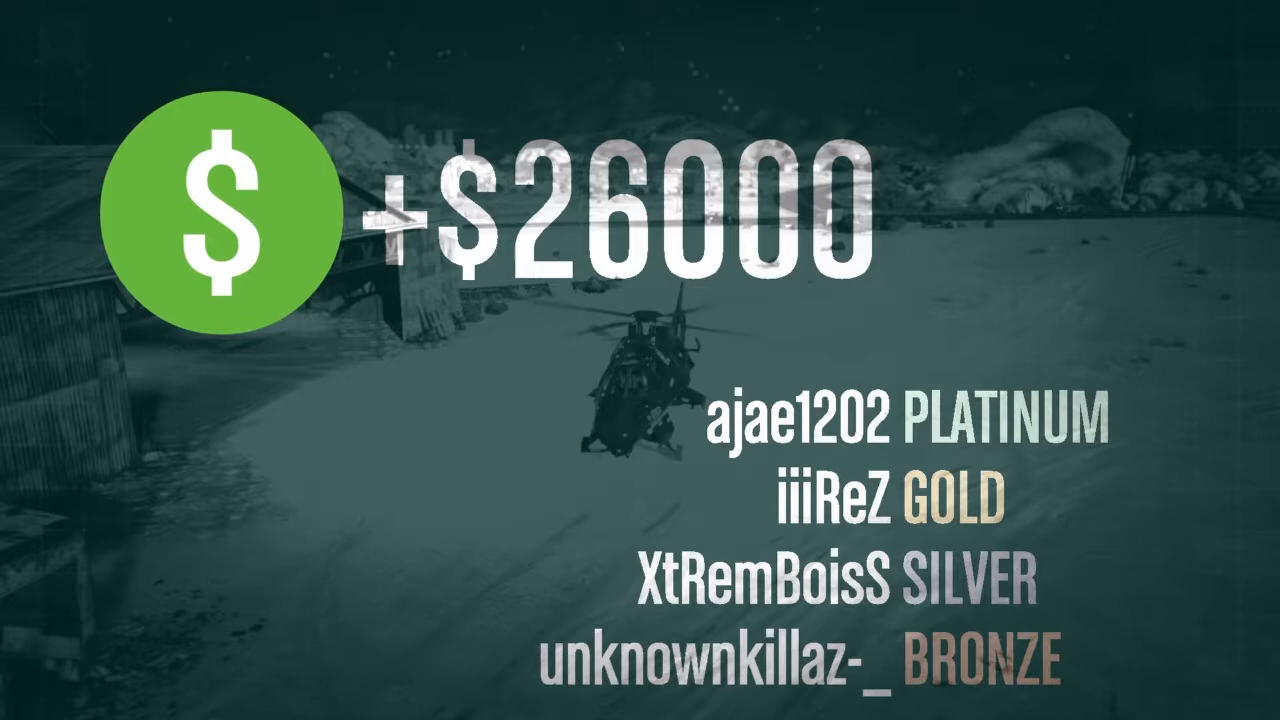 $ +$26000
ajae1202 PLATINUM
iiiReZ GOLD
XtRemBoisS SILVER
unknownkillaz-_ BRONZE